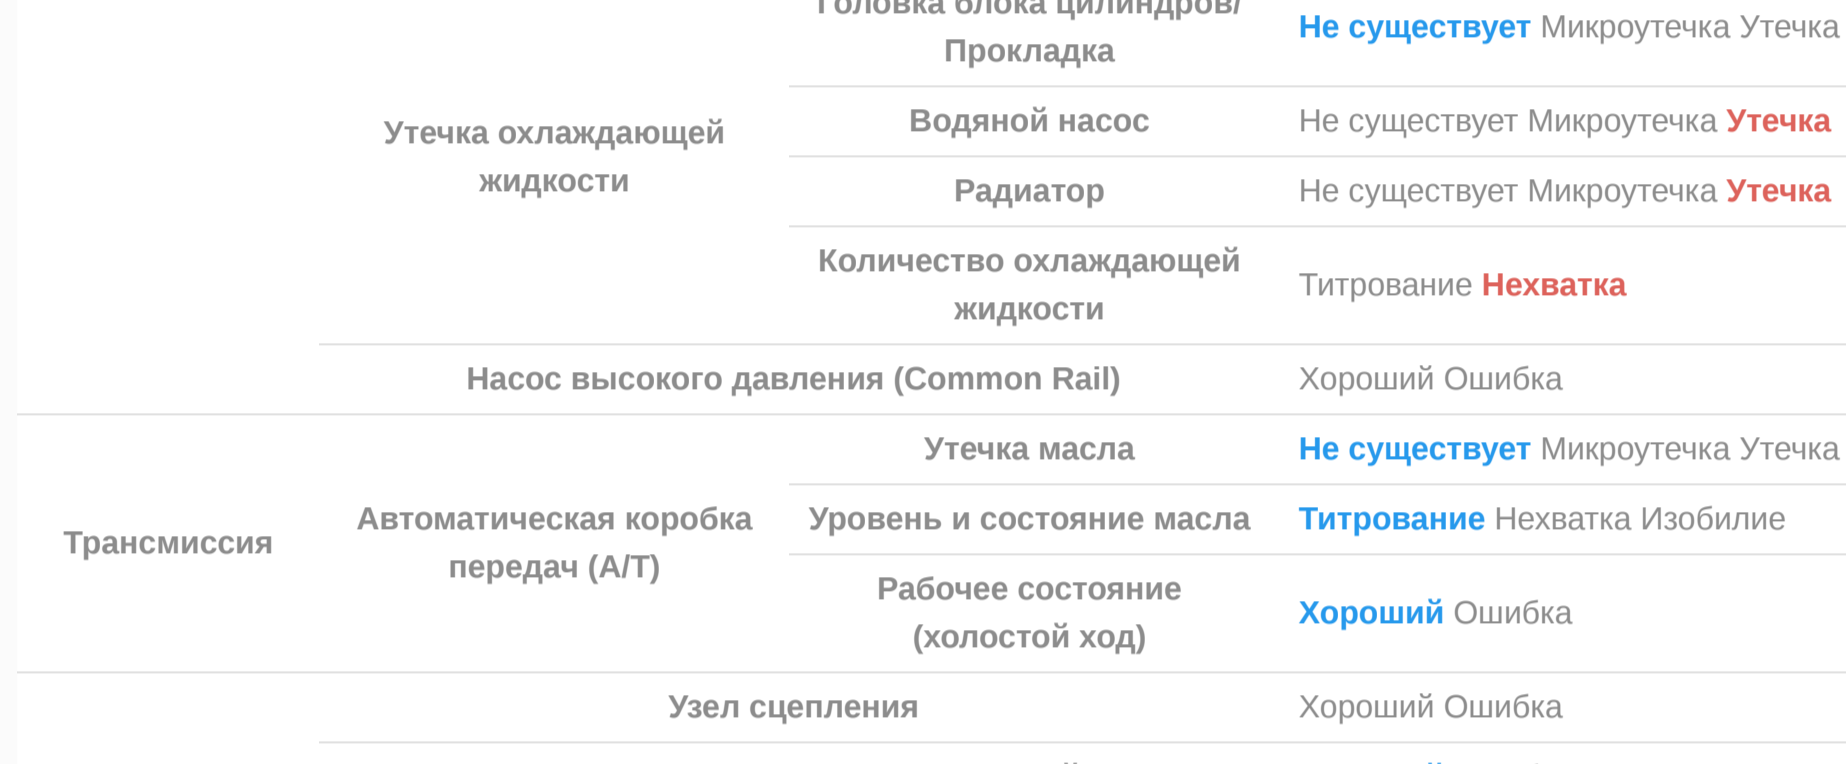 Головка блока цилиндров/
Прокладка
Не существует Микроутечка Утечка
Утечка охлаждающей
жидкости
Водяной насос
Не существует Микроутечка Утечка
Радиатор
Не существует Микроутечка Утечка
Количество охлаждающей
жидкости
Титрование Нехватка
Насос высокого давления (Common Rail)
Хороший Ошибка
Трансмиссия
Автоматическая коробка
передач (А/Т)
Утечка масла
Не существует Микроутечка Утечка
Уровень и состояние масла
Титрование Нехватка Изобилие
Рабочее состояние
(холостой ход)
Хороший Ошибка
Узел сцепления
Хороший Ошибка